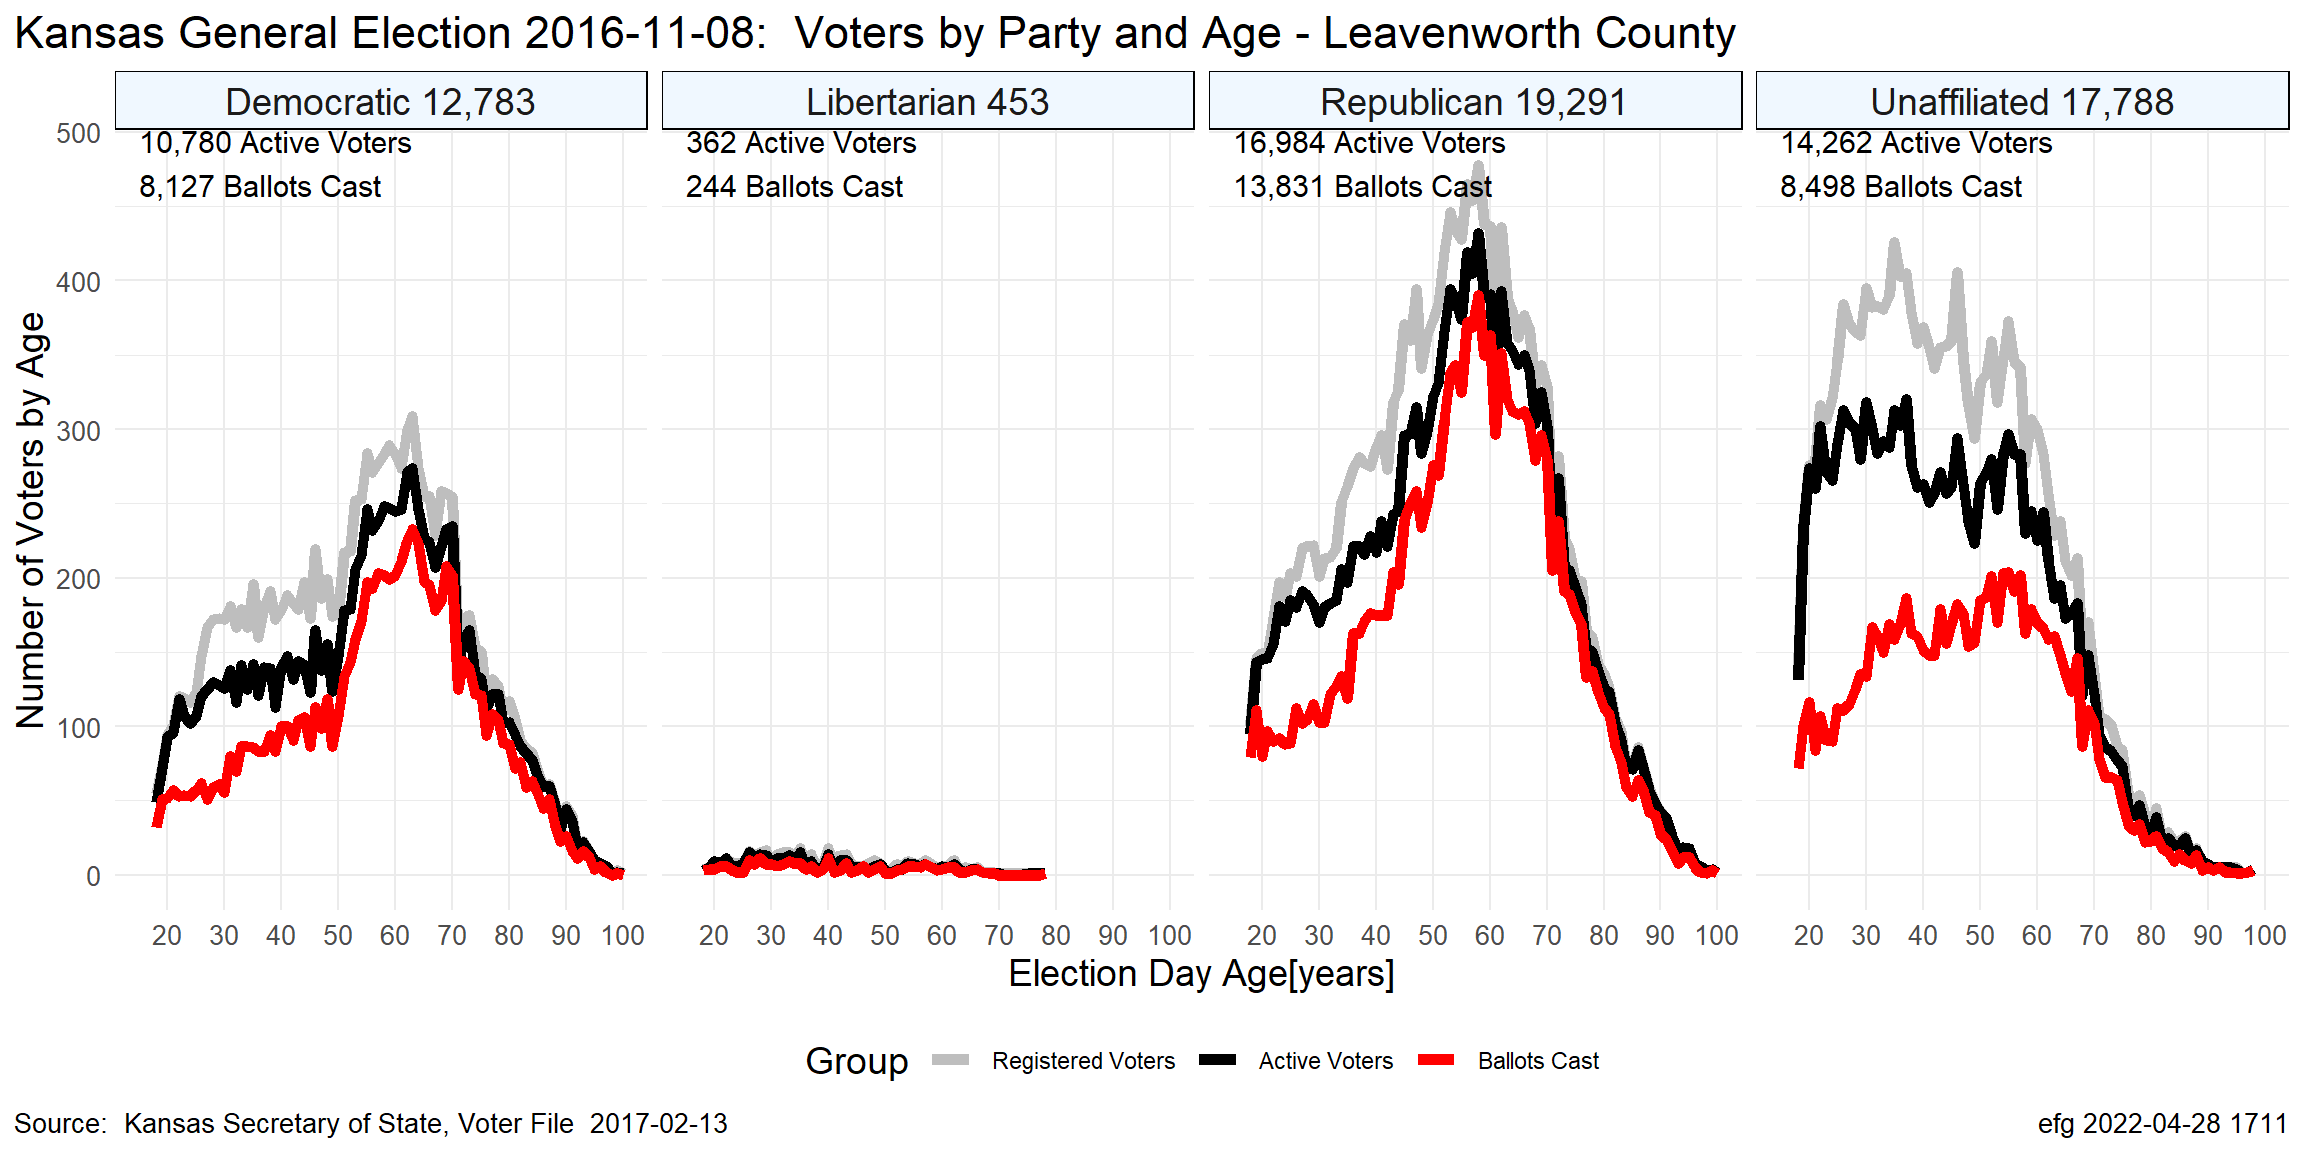 Kansas General Election 2016-11-08:  Voters by Party and Age - Leavenworth County
Democratic 12,783
Libertarian 453
Republican 19,291
Unaffiliated 17,788
10,780 Active Voters
8,127 Ballots Cast
362 Active Voters
244 Ballots Cast
16,984 Active Voters
13,831 Ballots Cast
14,262 Active Voters
8,498 Ballots Cast
Number of Voters by Age
500
400
300
200
100
0
20 30 40 50 60 70 80 90 100
20 30 40 50 60 70 80 90 100
20 30 40 50 60 70 80 90 100
20 30 40 50 60 70 80 90 100
Election Day Age[years]
Group Registered Voters Active Voters Ballots Cast
Source:  Kansas Secretary of State, Voter File  2017-02-13
efg 2022-04-28 1711